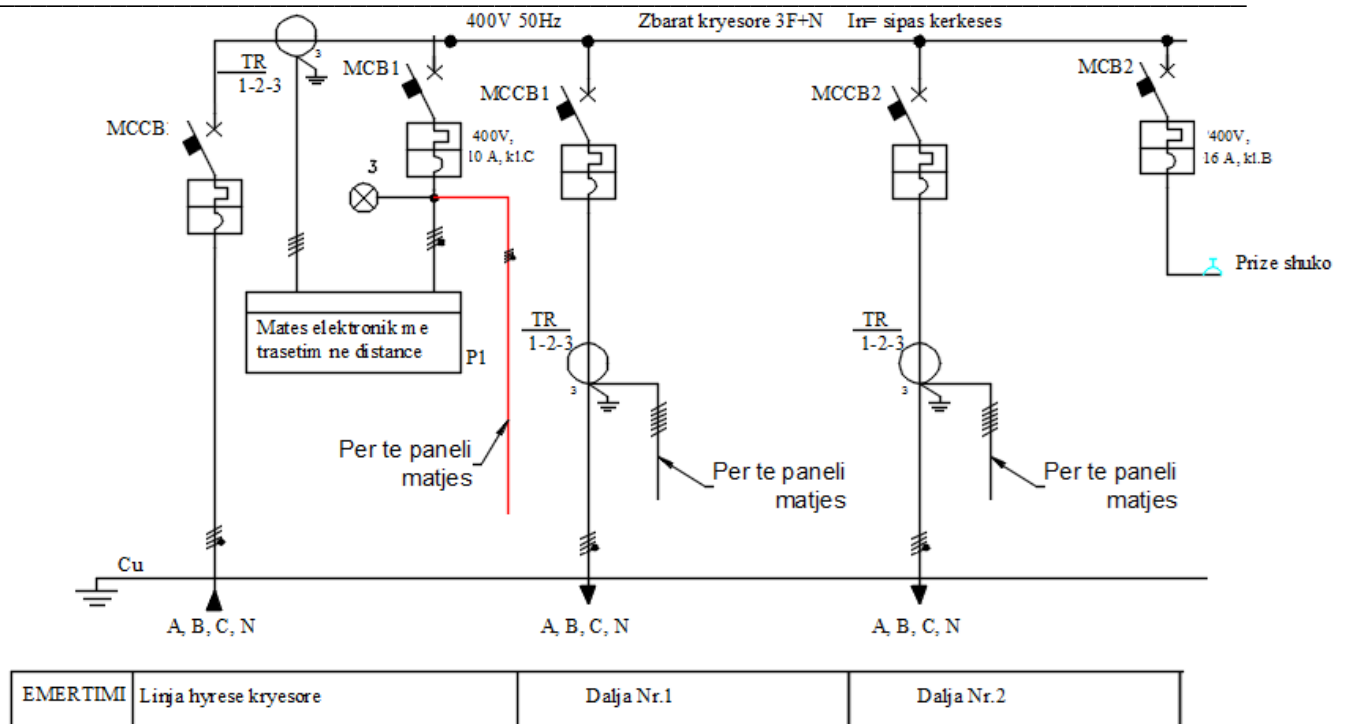 400V 50Hz Zbarat kryesore 3F+N In= sipas kerkeses
3
TR
1-2-3
MCB1
MCCB1
MCCB2
MCB2
MCCB
400V,
10 A, kl.C
'400V,
16 A, kl.B
3
Prize shuko
Mates elektronik me
trasetim ne distance
P1
TR
1-2-3
3
TR
1-2-3
3
Per te paneli
matjes
Per te paneli
matjes
Per te paneli
matjes
Cu
A, B, C, N
A, B, C, N
A, B, C, N
EMERTIMI Linja hyrese kryesore Dalja Nr.1 Dalja Nr.2